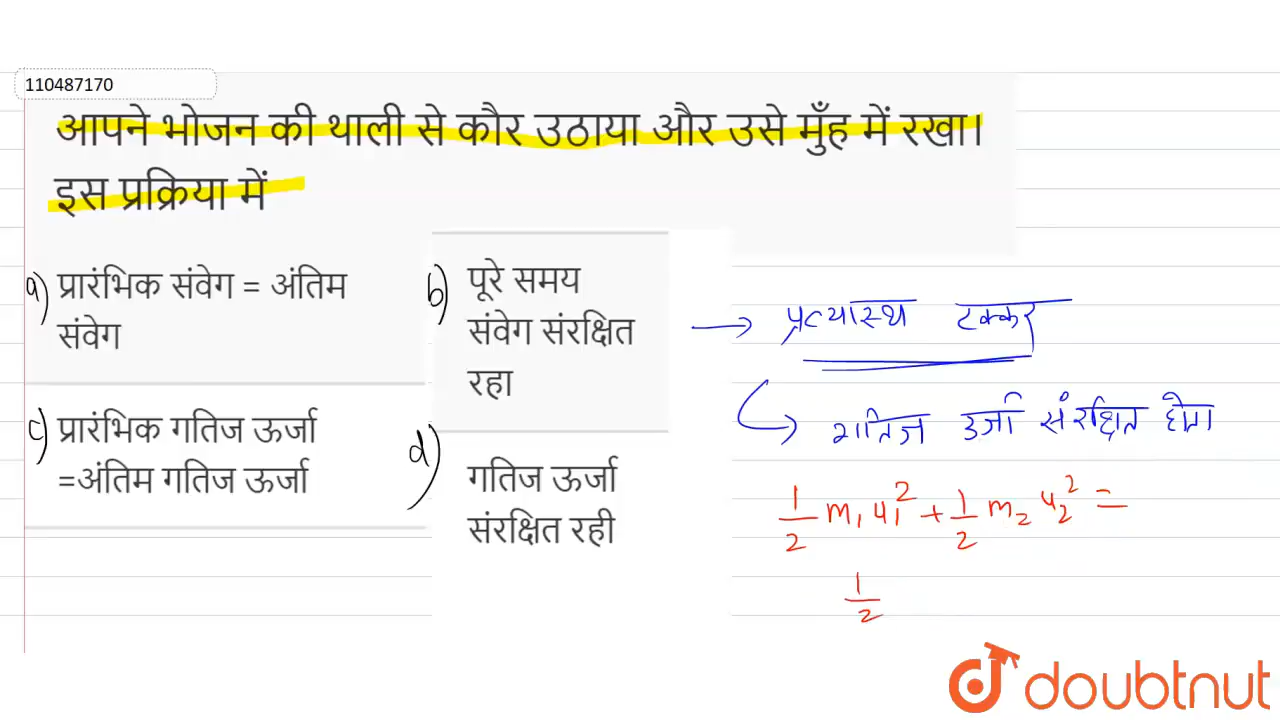 110487170
आपने भोजन की थाली से कौर उठाया और उसे मुँह में रखा।
इस प्रक्रिया में
a) प्रारंभिक संवेग = अंतिम
संवेग
b) पूरे समय
संवेग संरक्षित
रहा
c) प्रारंभिक गतिज ऊर्जा
=अंतिम गतिज ऊर्जा
d) गतिज ऊर्जा
संरक्षित रही
→ प्रत्यास्थ टक्कर
→ गतिज उर्जा संरक्षित होगा
1/2 m₁u₁² + 1/2 m₂u₂² =
1/2
doubtnut